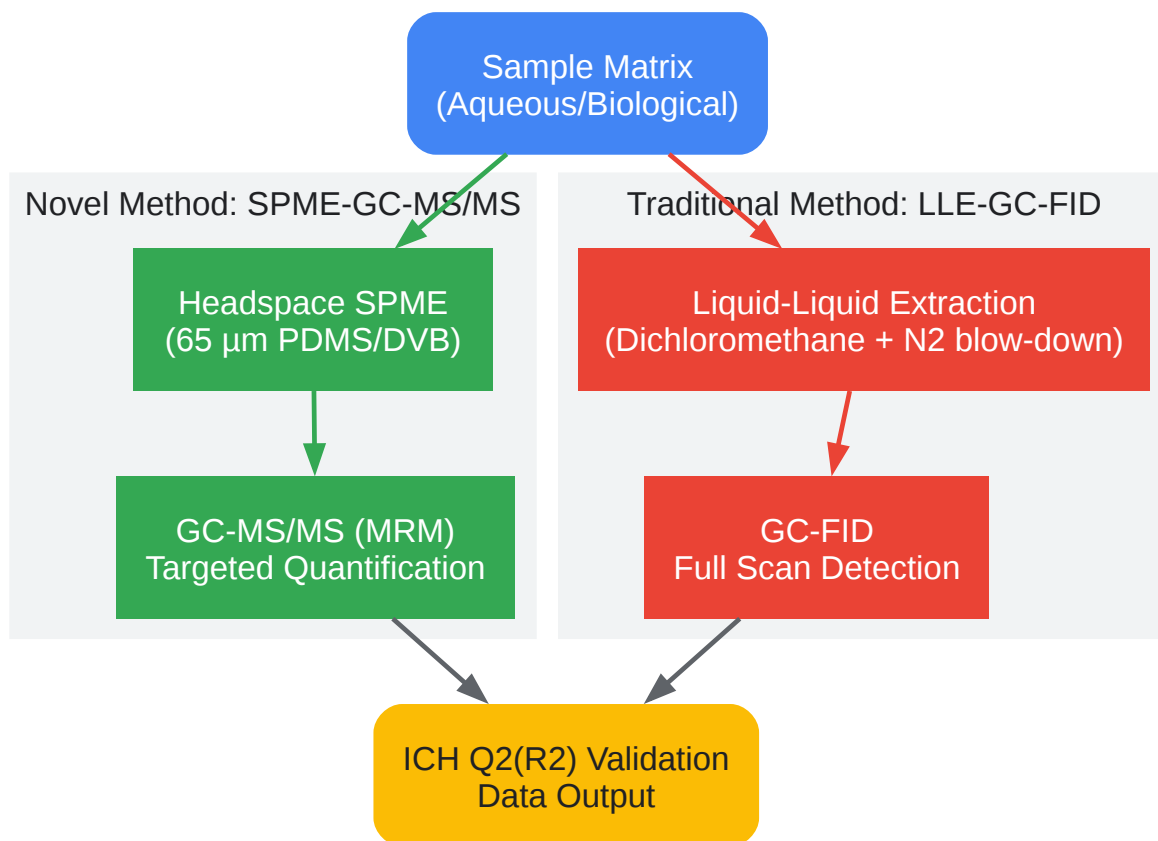 Sample Matrix
(Aqueous/Biological)
Novel Method: SPME-GC-MS/MS
Traditional Method: LLE-GC-FID
Headspace SPME
(65 µm PDMS/DVB)
Liquid-Liquid Extraction
(Dichloromethane + N2 blow-down)
GC-MS/MS (MRM)
Targeted Quantification
GC-FID
Full Scan Detection
ICH Q2(R2) Validation
Data Output